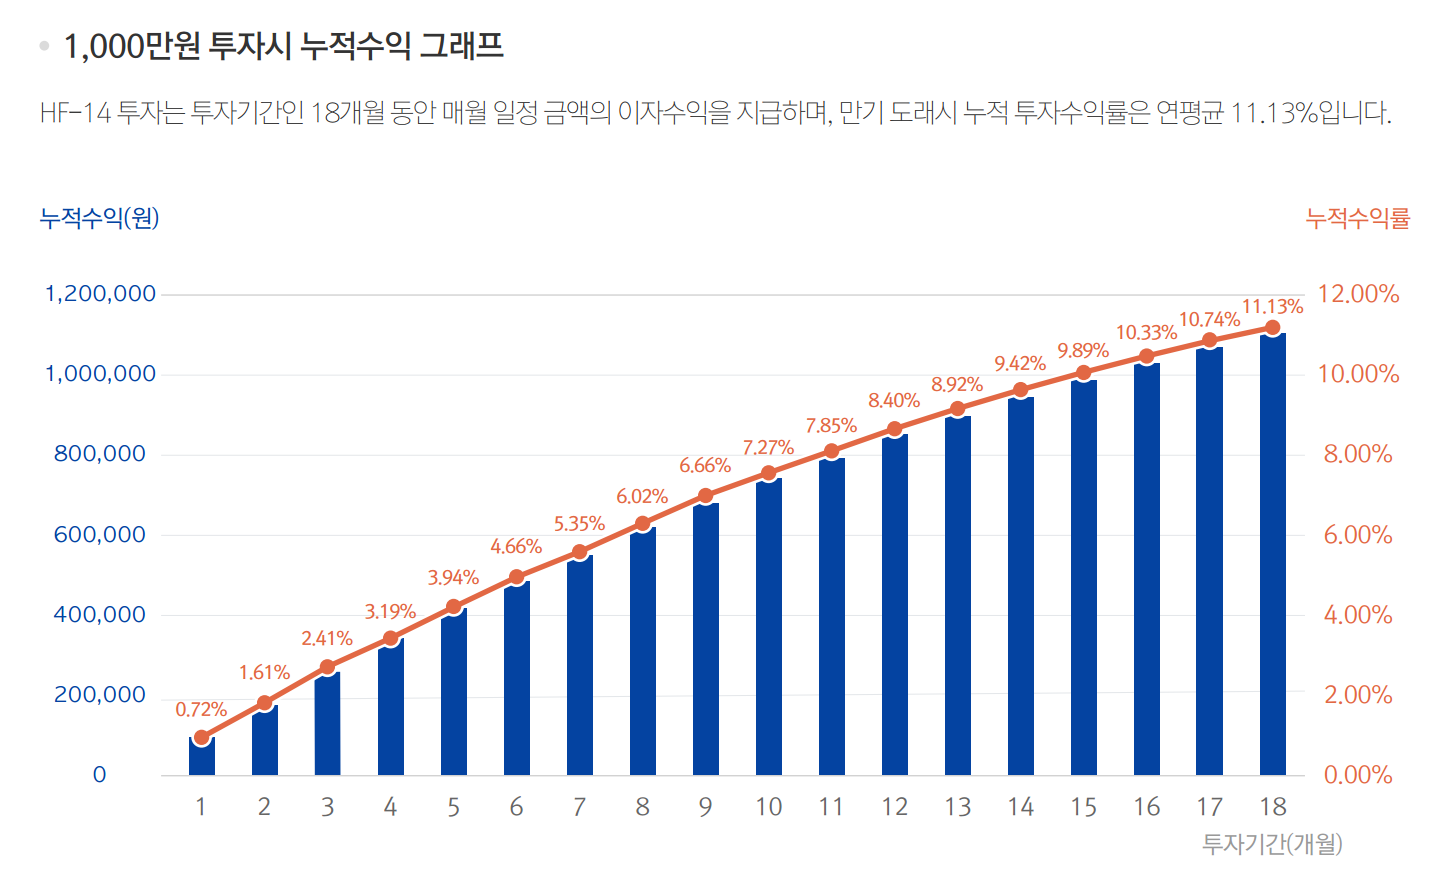 1,000만원 투자시 누적수익 그래프
HF-14 투자는 투자기간인 18개월 동안 매월 일정 금액의 이자수익을 지급하며, 만기 도래시 누적 투자수익률은 연평균 11.13%입니다.
누적수익(원) 누적수익률
1,200,000 12.00%
1,000,000 10.00%
800,000 8.00%
600,000 6.00%
400,000 4.00%
200,000 2.00%
0 0.00%
0.72% 1.61% 2.41% 3.19% 3.94% 4.66% 5.35% 6.02% 6.66% 7.27% 7.85% 8.40% 8.92% 9.42% 9.89% 10.33% 10.74% 11.13%
1 2 3 4 5 6 7 8 9 10 11 12 13 14 15 16 17 18
투자기간(개월)